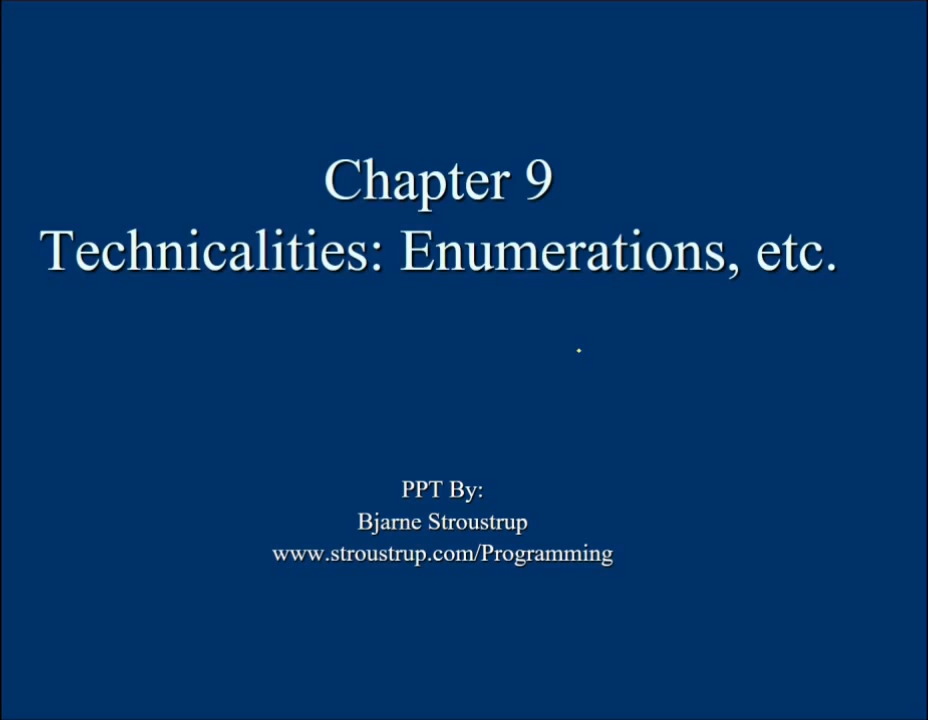 Chapter 9
Technicalities: Enumerations, etc.
PPT By:
Bjarne Stroustrup
www.stroustrup.com/Programming